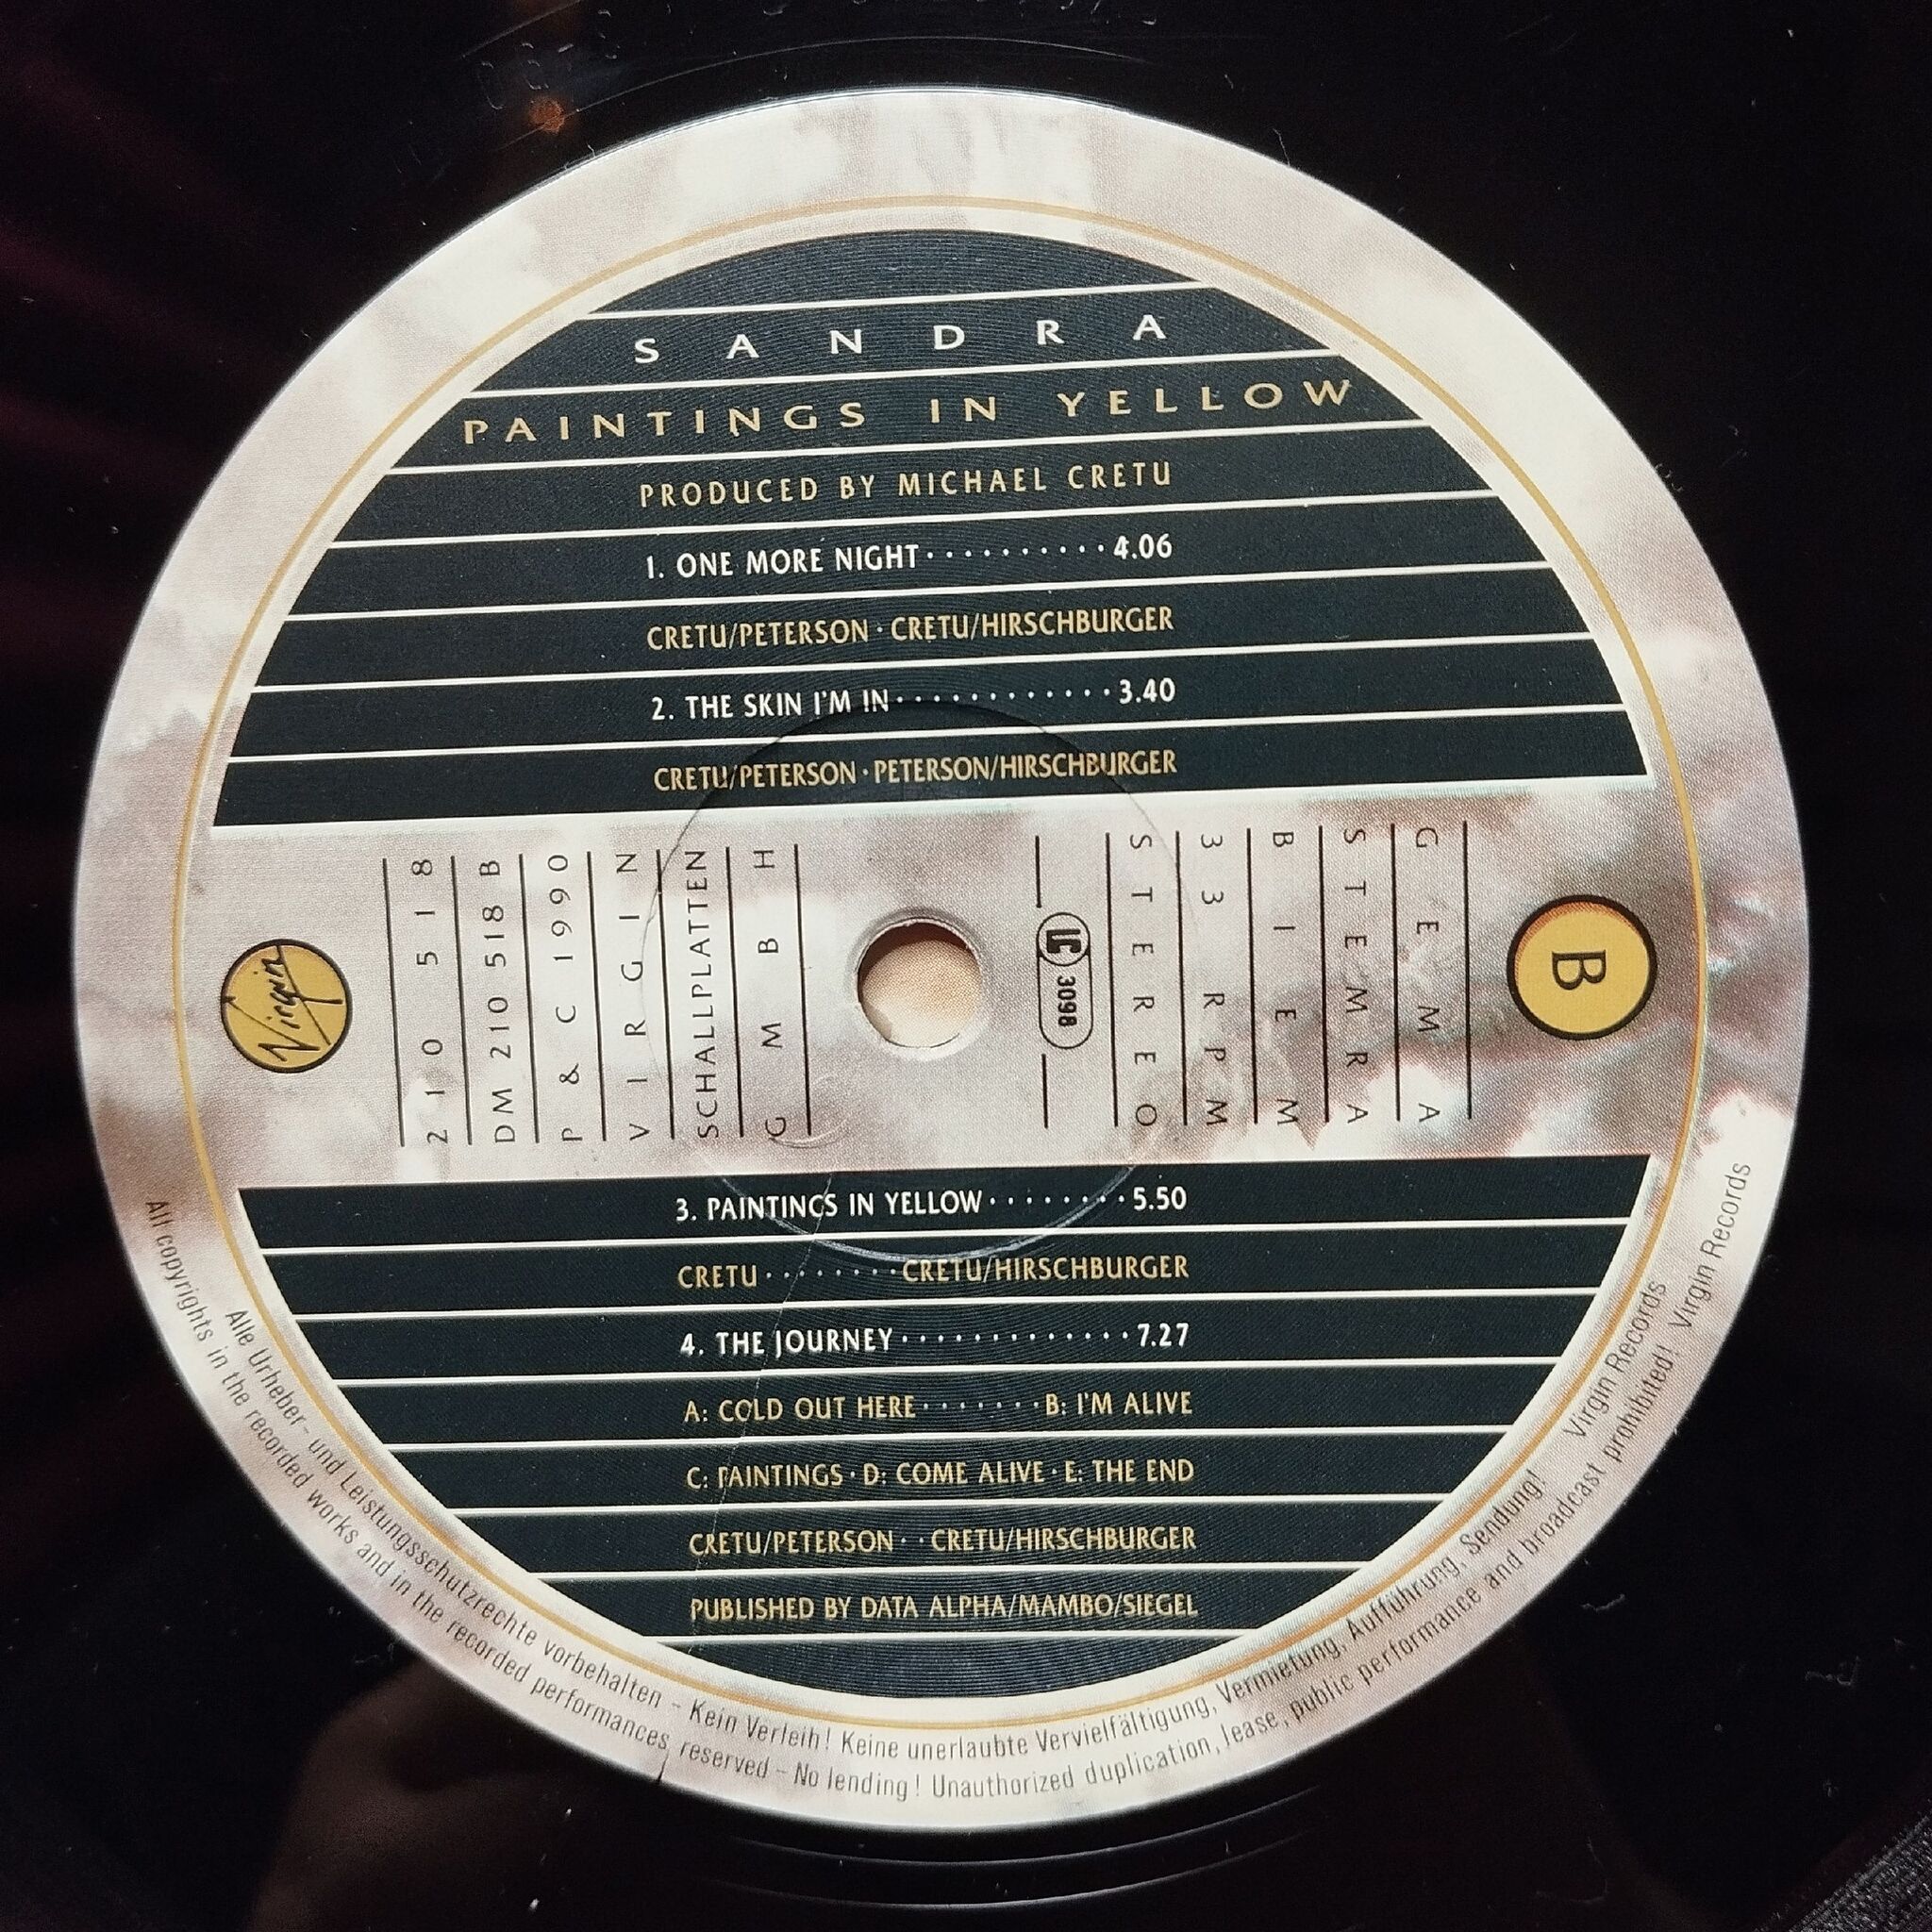 S A N D R A
PAINTINGS IN YELLOW
PRODUCED BY MICHAEL CRETU
1. ONE MORE NIGHT··········4.06
CRETU/PETERSON · CRETU/HIRSCHBURGER
2. THE SKIN I'M IN············3.40
CRETU/PETERSON · PETERSON/HIRSCHBURGER
Virgin
210 518
DM 210 518 B
P & C 1990
VIRGIN
SCHALLPLATTEN
GMBH
LC 3098
STEREO
33 RPM
BIEM
STEMRA
GEMA
B
3. PAINTINGS IN YELLOW········5.50
CRETU········CRETU/HIRSCHBURGER
4. THE JOURNEY·············7.27
A: COLD OUT HERE·······B: I'M ALIVE
C: PAINTINGS · D: COME ALIVE · E: THE END
CRETU/PETERSON · · CRETU/HIRSCHBURGER
PUBLISHED BY DATA ALPHA/MAMBO/SIEGEL
Alle Urheber- und Leistungsschutzrechte vorbehalten – Kein Verleih! Keine unerlaubte Vervielfältigung, Vermietung, Aufführung, Sendung! Virgin Records
All copyrights in the recorded works and in the recorded performances reserved – No lending! Unauthorized duplication, lease, public performance and broadcast prohibited! Virgin Records